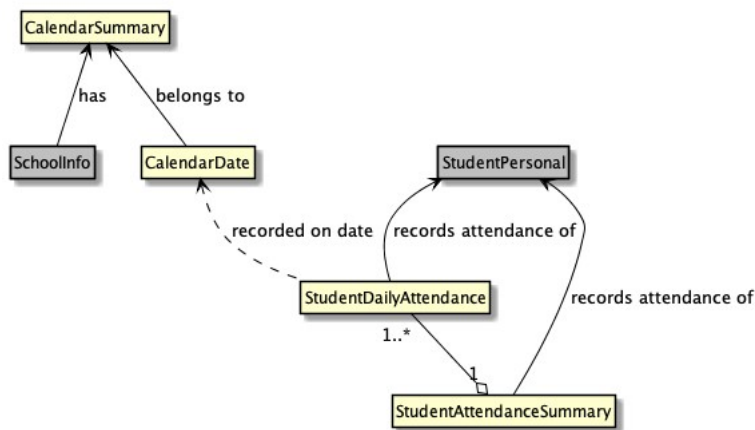 CalendarSummary
has
belongs to
SchoolInfo
CalendarDate
StudentPersonal
recorded on date
records attendance of
StudentDailyAttendance
records attendance of
1..*
1
StudentAttendanceSummary